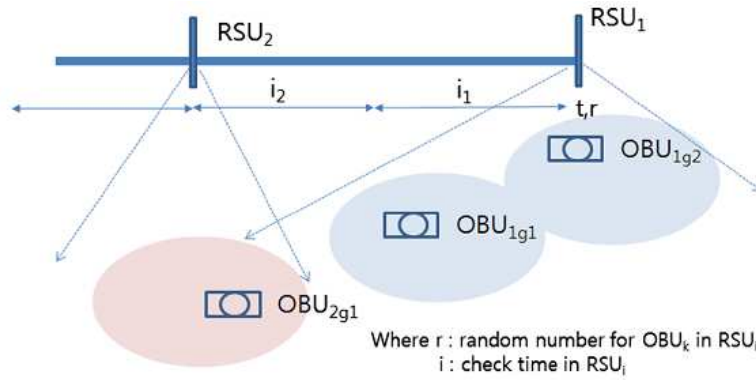 RSU₁
RSU₂
i₂
i₁
t,r
OBU₁g₂
OBU₁g₁
OBU₂g₁
Where r : random number for OBUₖ in RSUᵢ
i : check time in RSUᵢ